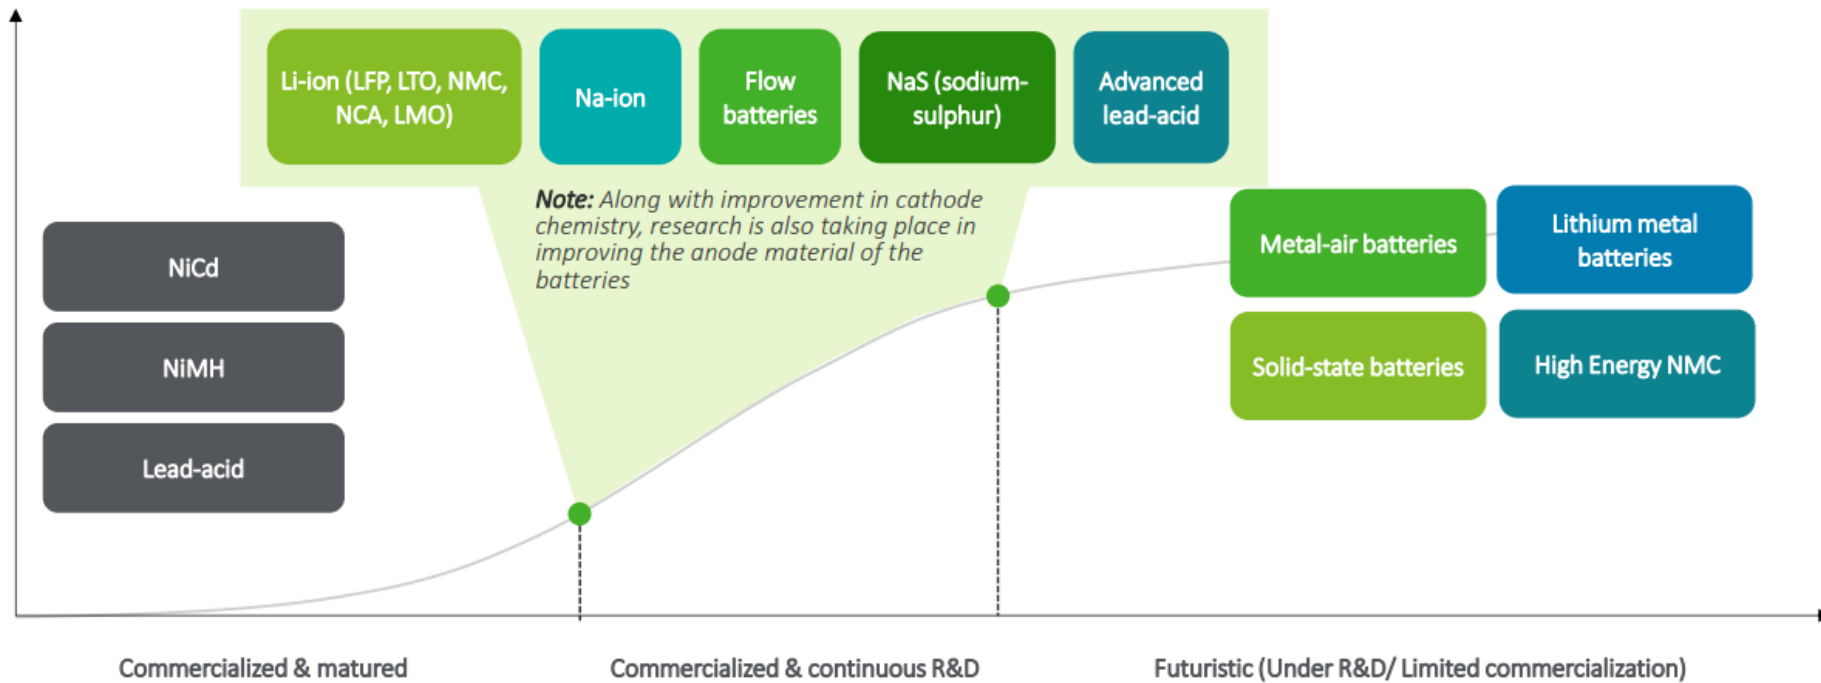 Li-ion (LFP, LTO, NMC,
NCA, LMO)
Na-ion
Flow
batteries
NaS (sodium-
sulphur)
Advanced
lead-acid
Note: Along with improvement in cathode
chemistry, research is also taking place in
improving the anode material of the
batteries
NiCd
NiMH
Lead-acid
Metal-air batteries
Lithium metal
batteries
Solid-state batteries
High Energy NMC
Commercialized & matured
Commercialized & continuous R&D
Futuristic (Under R&D/ Limited commercialization)